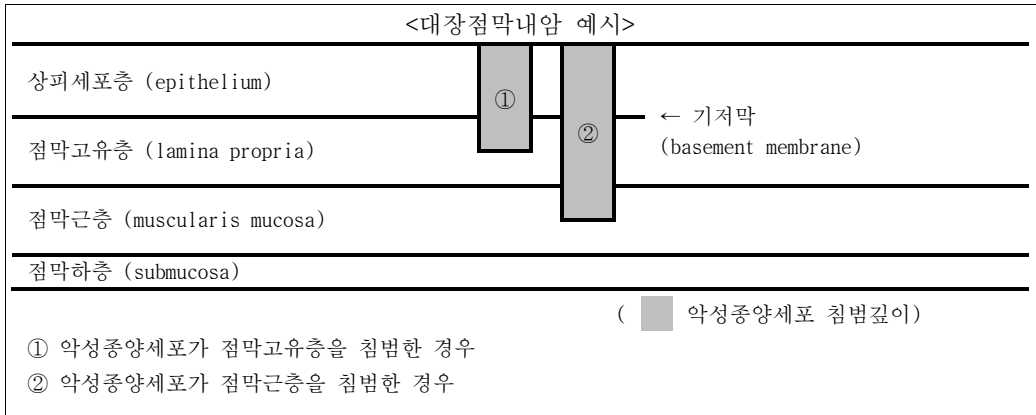 <대장점막내암 예시>
상피세포층 (epithelium)
①
← 기저막
②
점막고유층 (lamina propria)
(basement membrane)
점막근층 (muscularis mucosa)
점막하층 (submucosa)
( 악성종양세포 침범깊이)
① 악성종양세포가 점막고유층을 침범한 경우
② 악성종양세포가 점막근층을 침범한 경우